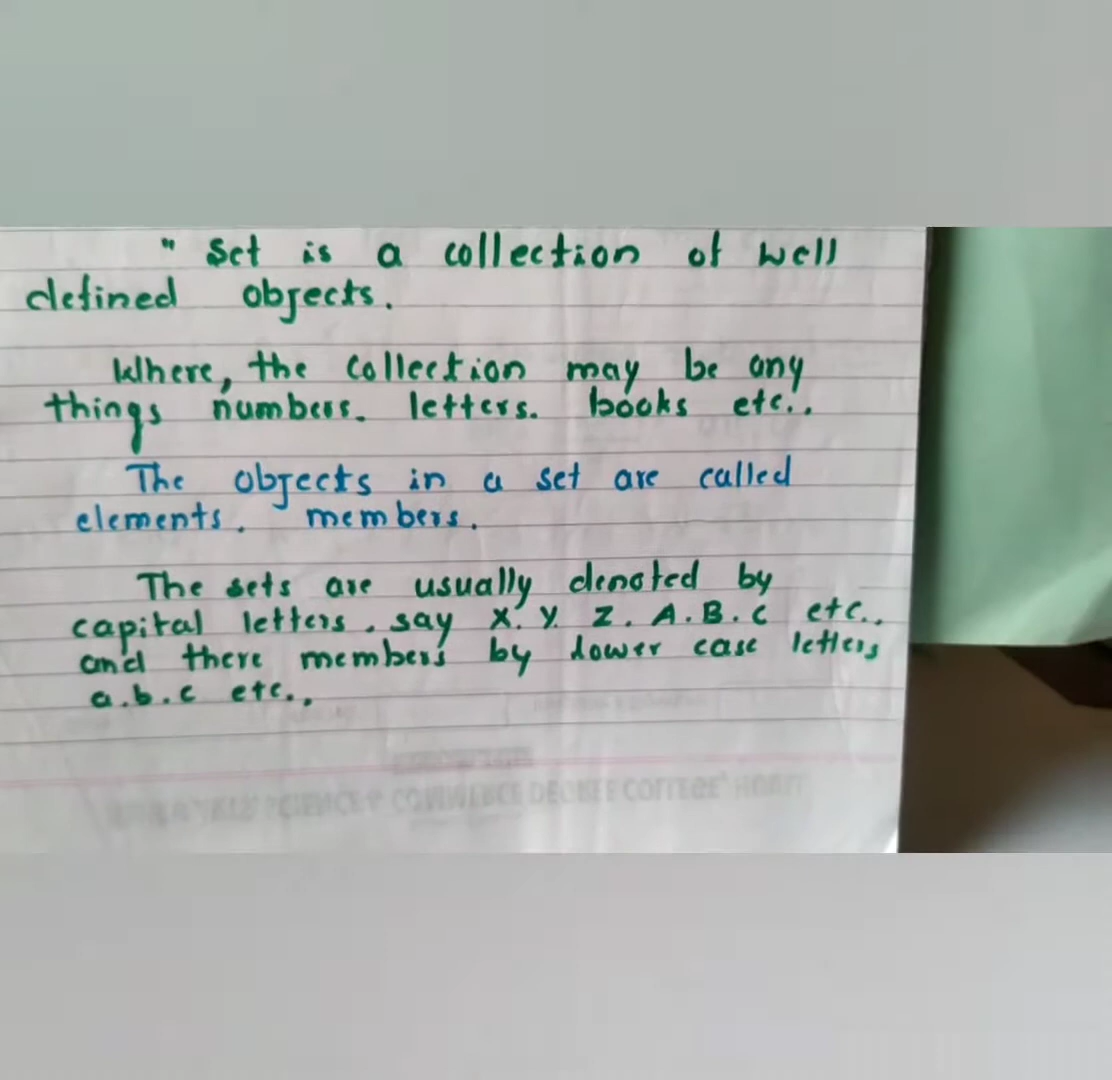 " Set is a collection of well
defined objects.
Where, the collection may be any
things numbers. letters. books etc..
The objects in a set are called
elements. members.
The sets are usually denoted by
capital letters. say X. Y. Z. A. B. C etc..
and there members by lower case letters
a.b.c etc.,